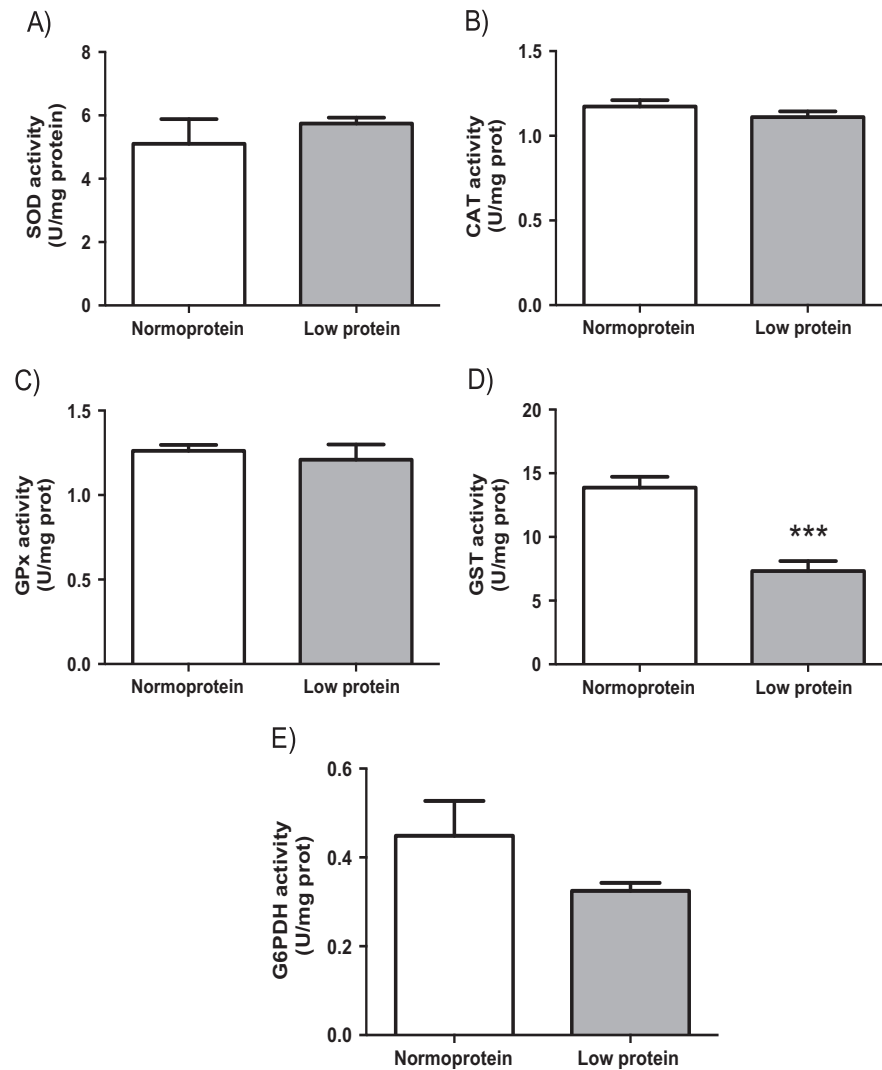 A)
SOD activity
(U/mg protein)
8
6
4
2
0
Normoprotein Low protein
B)
CAT activity
(U/mg prot)
1.5
1.0
0.5
0.0
Normoprotein Low protein
C)
GPx activity
(U/mg prot)
1.5
1.0
0.5
0.0
Normoprotein Low protein
D)
GST activity
(U/mg prot)
20
15
10
5
0
***
Normoprotein Low protein
E)
G6PDH activity
(U/mg prot)
0.6
0.4
0.2
0.0
Normoprotein Low protein